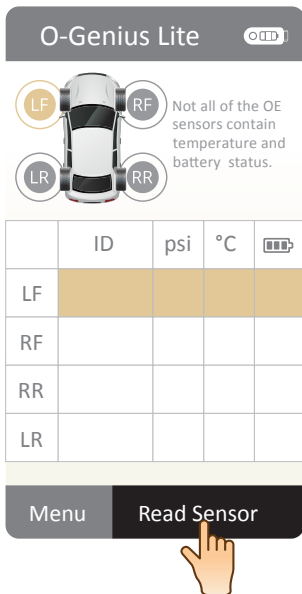 O-Genius Lite
LF
RF
LR
RR
Not all of the OE
sensors contain
temperature and
battery status.
ID psi °C
LF
RF
RR
LR
Menu Read Sensor